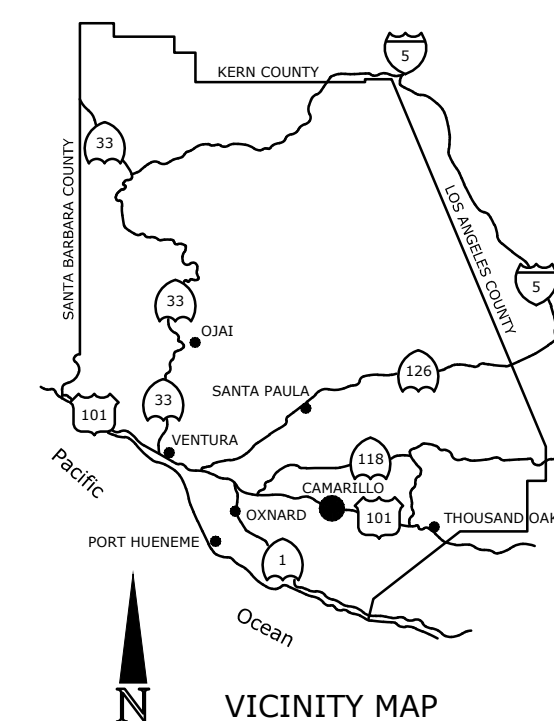 5
KERN COUNTY
33
SANTA BARBARA COUNTY
LOS ANGELES COUNTY
5
33
OJAI
126
SANTA PAULA
33
101
VENTURA
118
Pacific
CAMARILLO
101
OXNARD
THOUSAND OAK
PORT HUENEME
1
Ocean
N
VICINITY MAP